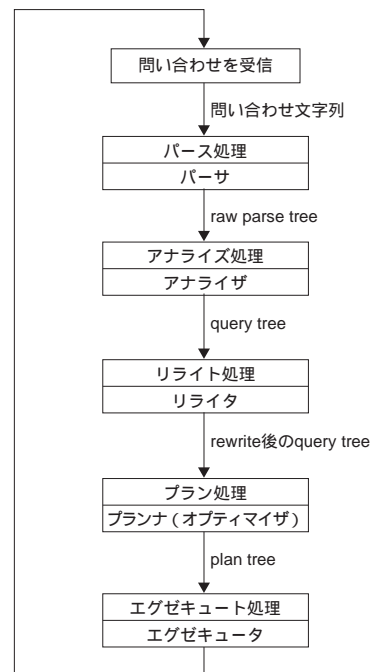 問い合わせを受信
問い合わせ文字列
パース処理
パーサ
raw parse tree
アナライズ処理
アナライザ
query tree
リライト処理
リライタ
rewrite後のquery tree
プラン処理
プランナ（オプティマイザ）
plan tree
エグゼキュート処理
エグゼキュータ